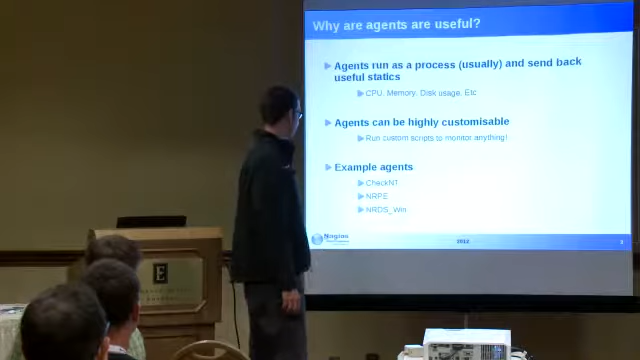 Why are agents are useful?
Agents run as a process (usually) and send back
useful statics
CPU, Memory, Disk usage, Etc
Agents can be highly customisable
Run custom scripts to monitor anything!
Example agents
CheckNT
NRPE
NRDS_Win
Nagios
2012
E